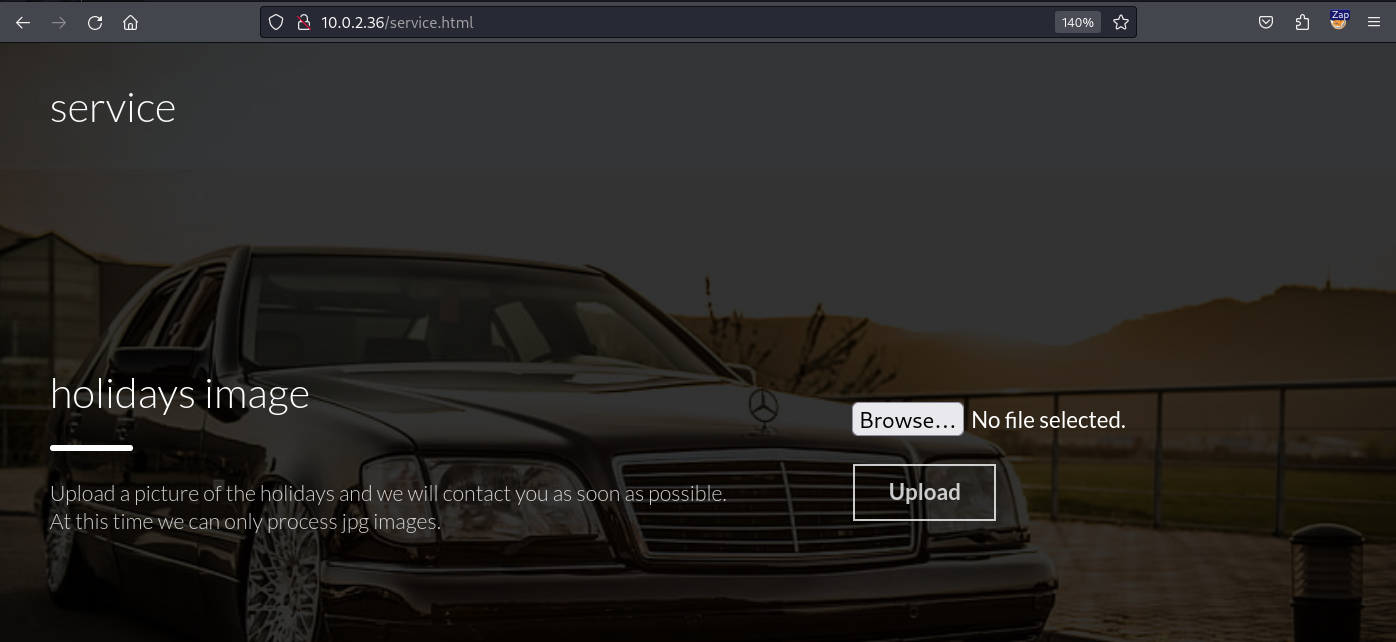 10.0.2.36/service.html
140%
Zap
service
holidays image
Browse... No file selected.
Upload a picture of the holidays and we will contact you as soon as possible.
At this time we can only process jpg images.
Upload